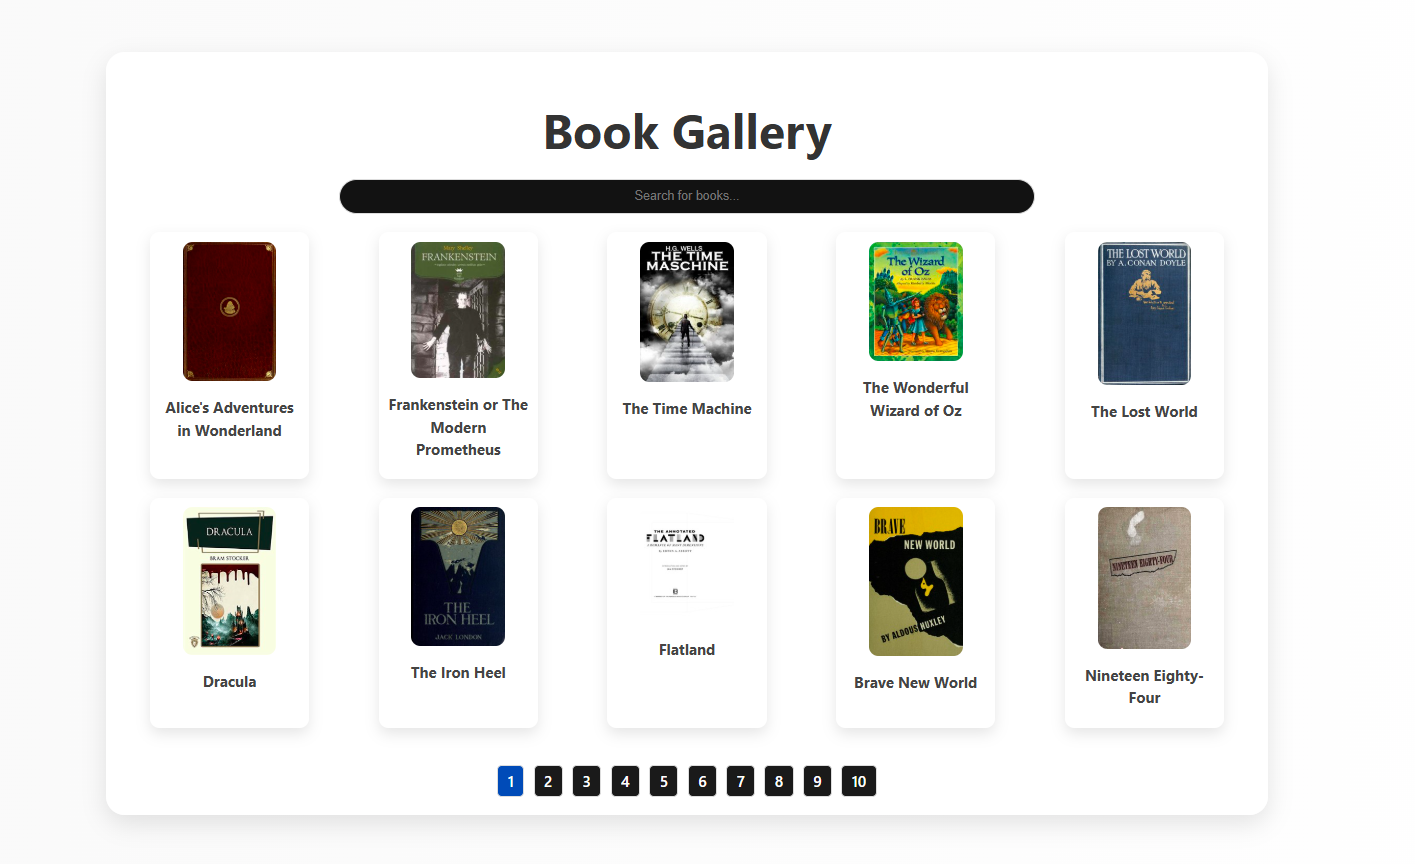 Book Gallery
Search for books...
Mary Shelley
FRANKENSTEIN
H.G. WELLS
THE TIME
MASCHINE
The Wizard
of Oz
THE LOST WORLD
BY A. CONAN DOYLE
Alice's Adventures
in Wonderland
Frankenstein or The
Modern
Prometheus
The Time Machine
The Wonderful
Wizard of Oz
The Lost World
DRACULA
BRAM STOCKER
THE
IRON HEEL
JACK LONDON
THE ANNOTATED
FLATLAND
BRAVE
NEW WORLD
BY ALDOUS HUXLEY
NINETEEN EIGHTY-FOUR
Dracula
The Iron Heel
Flatland
Brave New World
Nineteen Eighty-
Four
1 2 3 4 5 6 7 8 9 10